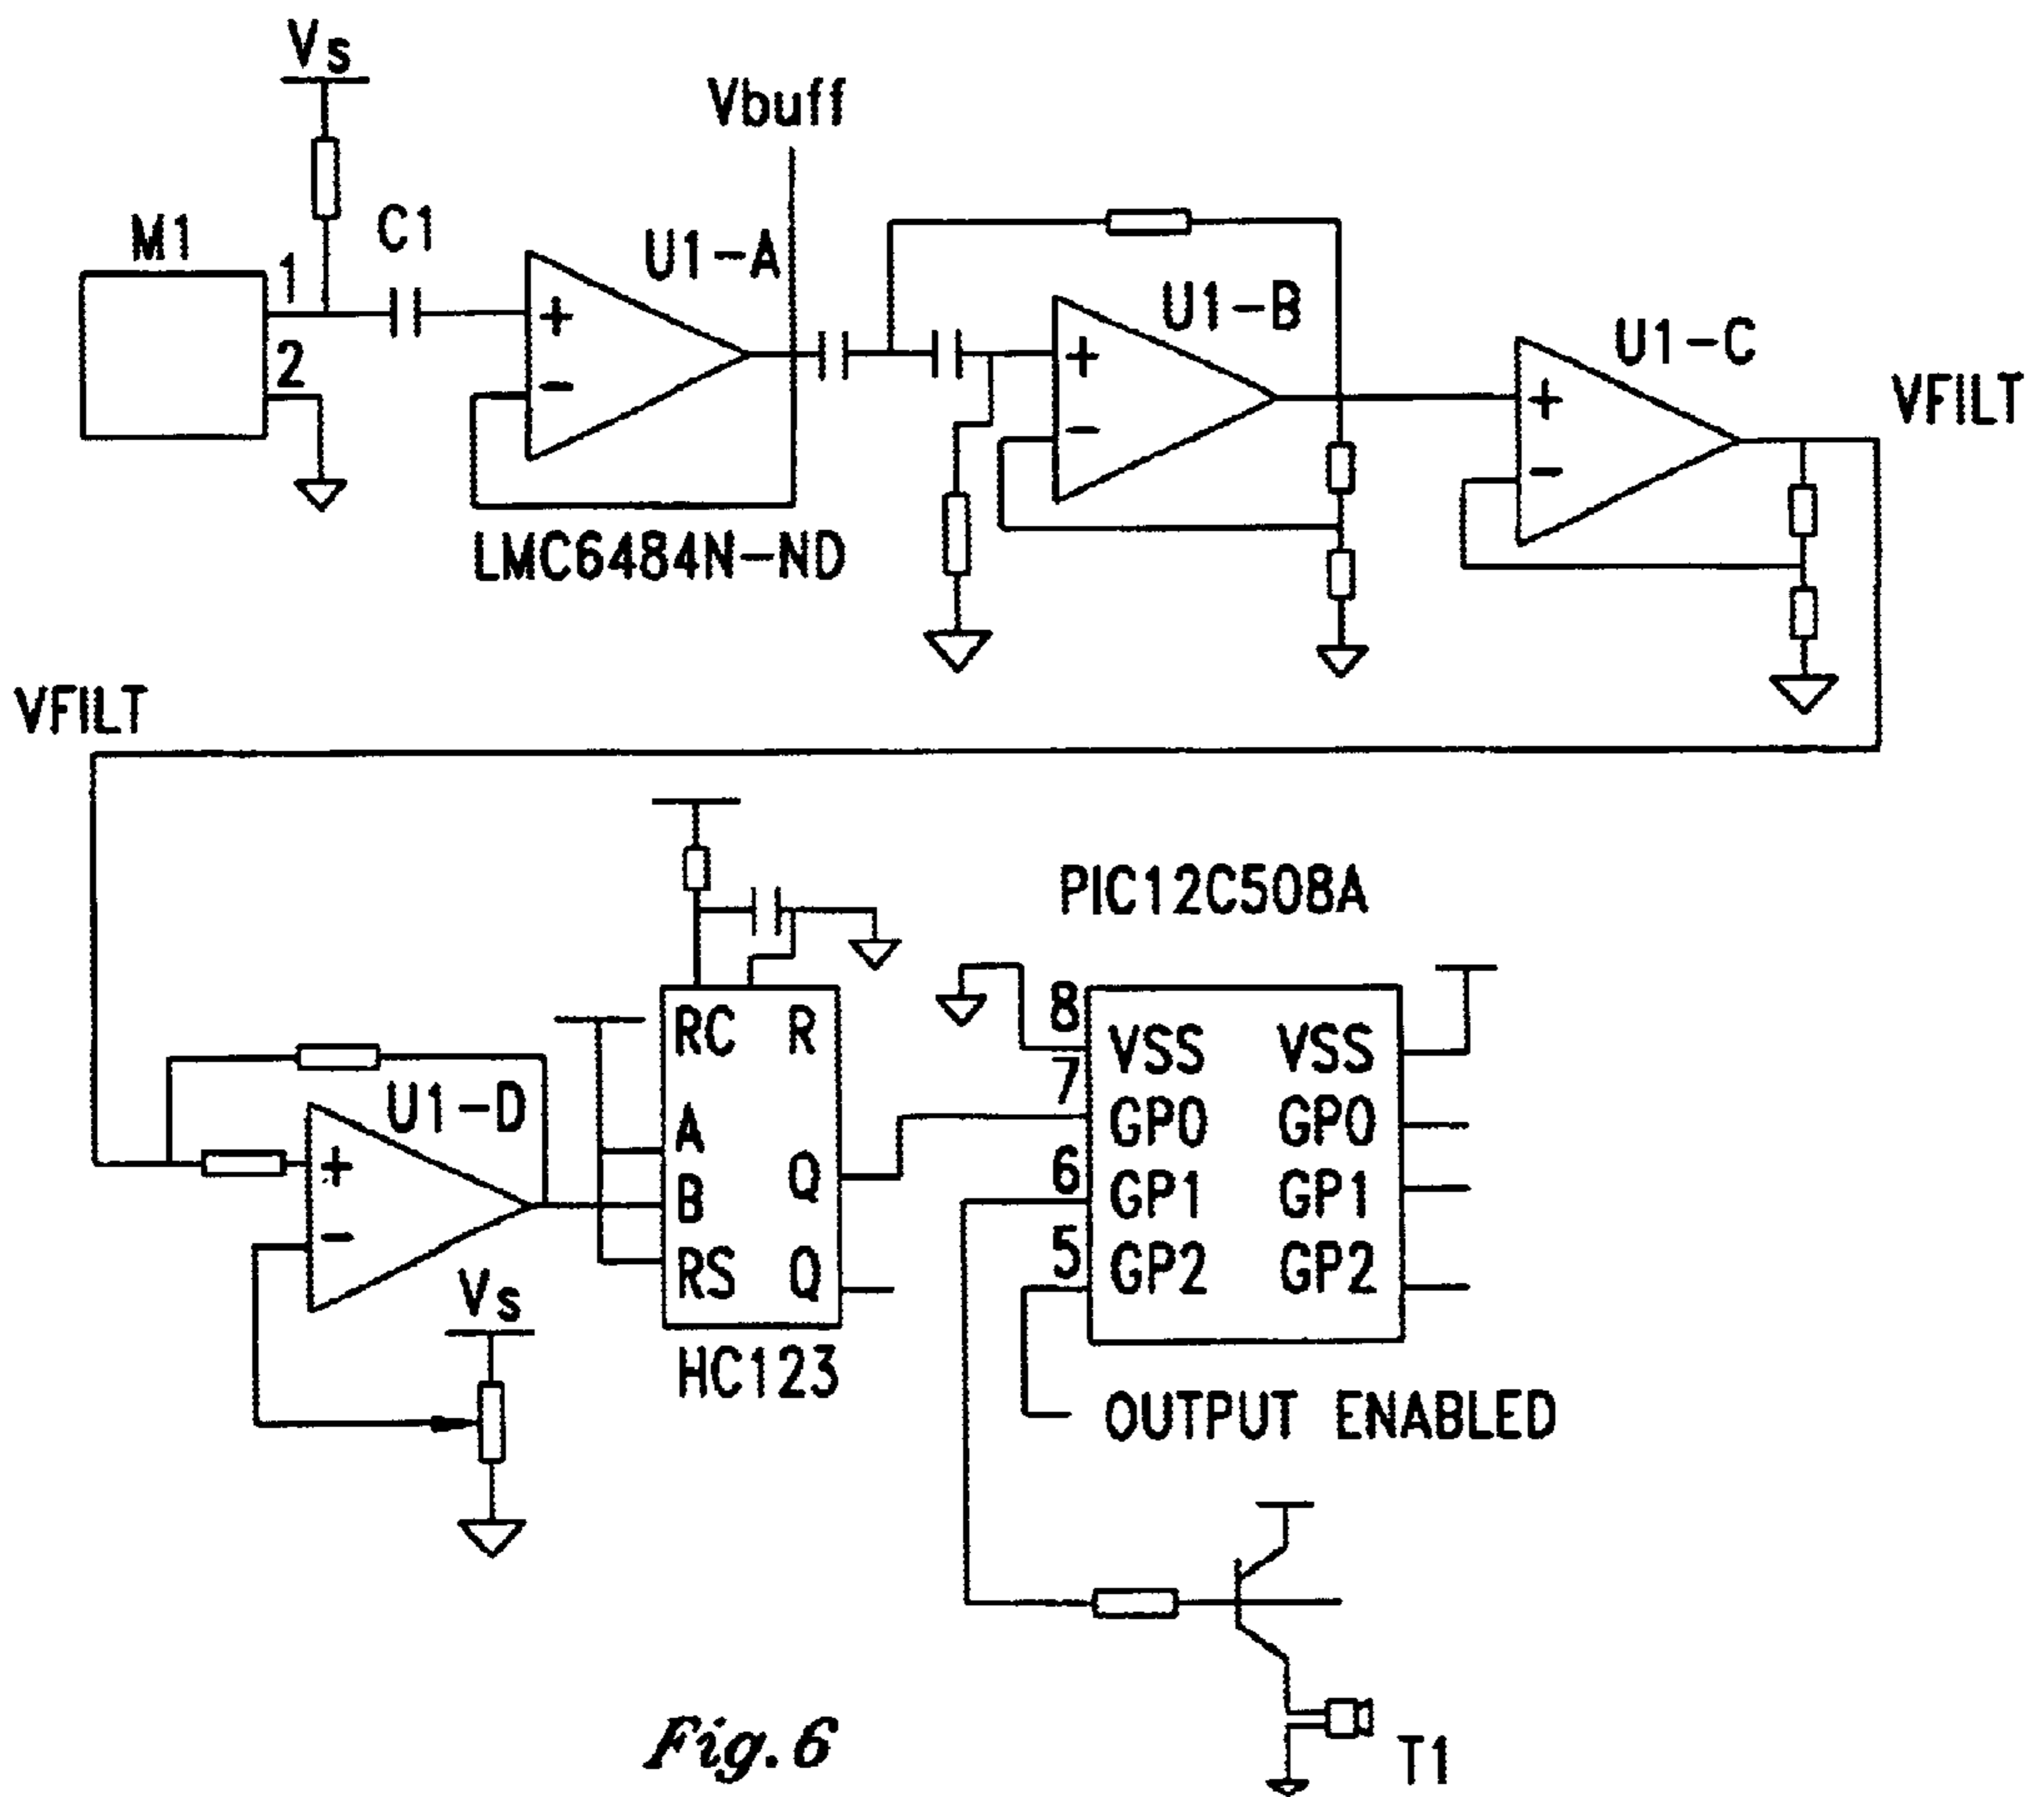 Vs
Vbuff
M1
1
C1
U1-A
2
+
-
LMC6484N-ND
U1-B
+
-
U1-C
+
-
VFILT
VFILT
PIC12C508A
U1-D
+
-
Vs
RC R
A
B Q
RS Q
HC123
8
VSS VSS
7
GP0 GP0
6
GP1 GP1
5
GP2 GP2
OUTPUT ENABLED
T1
Fig. 6